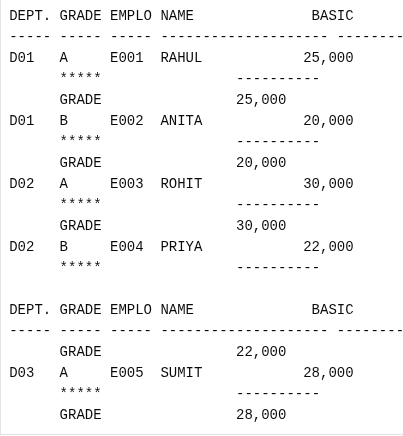 DEPT. GRADE EMPLO NAME              BASIC
----- ----- ----- -------------------- --------
D01   A     E001  RAHUL            25,000
      *****                ----------
      GRADE                25,000
D01   B     E002  ANITA            20,000
      *****                ----------
      GRADE                20,000
D02   A     E003  ROHIT            30,000
      *****                ----------
      GRADE                30,000
D02   B     E004  PRIYA            22,000
      *****                ----------
DEPT. GRADE EMPLO NAME              BASIC
----- ----- ----- -------------------- --------
      GRADE                22,000
D03   A     E005  SUMIT            28,000
      *****                ----------
      GRADE                28,000